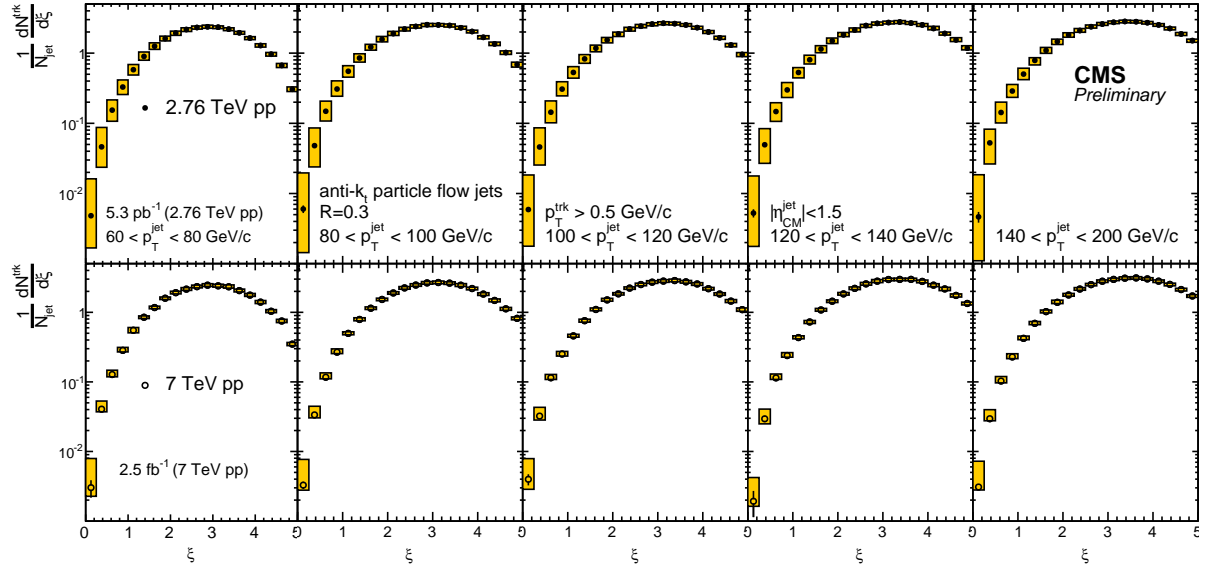 1/N_jet dN^trk/dξ
1
10^-1
10^-2
2.76 TeV pp
5.3 pb^-1 (2.76 TeV pp)
60 < p_T^jet < 80 GeV/c
anti-k_t particle flow jets
R=0.3
80 < p_T^jet < 100 GeV/c
p_T^trk > 0.5 GeV/c
100 < p_T^jet < 120 GeV/c
|η_CM^jet|<1.5
120 < p_T^jet < 140 GeV/c
CMS
Preliminary
140 < p_T^jet < 200 GeV/c
1/N_jet dN^trk/dξ
1
10^-1
10^-2
7 TeV pp
2.5 fb^-1 (7 TeV pp)
0 1 2 3 4 0 1 2 3 4 0 1 2 3 4 0 1 2 3 4 0 1 2 3 4 5
ξ ξ ξ ξ ξ